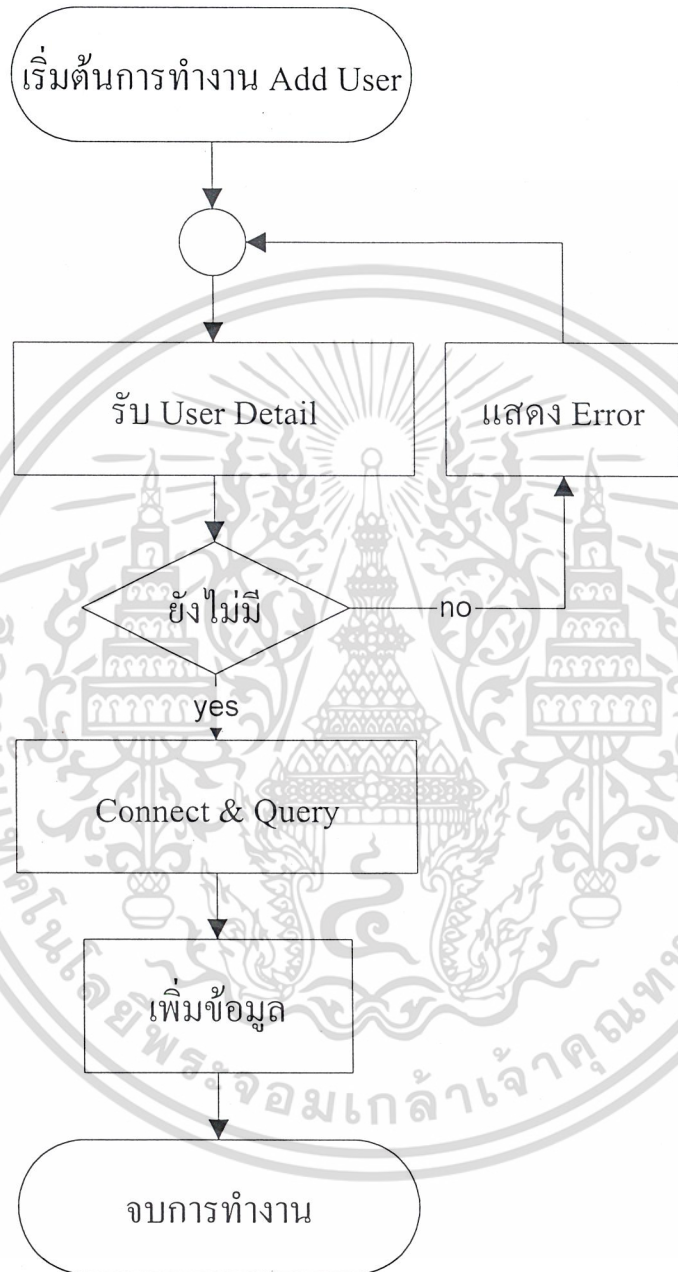 เริ่มต้นการทำงาน Add User
รับ User Detail
แสดง Error
ยังไม่มี
no
yes
Connect & Query
เพิ่มข้อมูล
จบการทำงาน